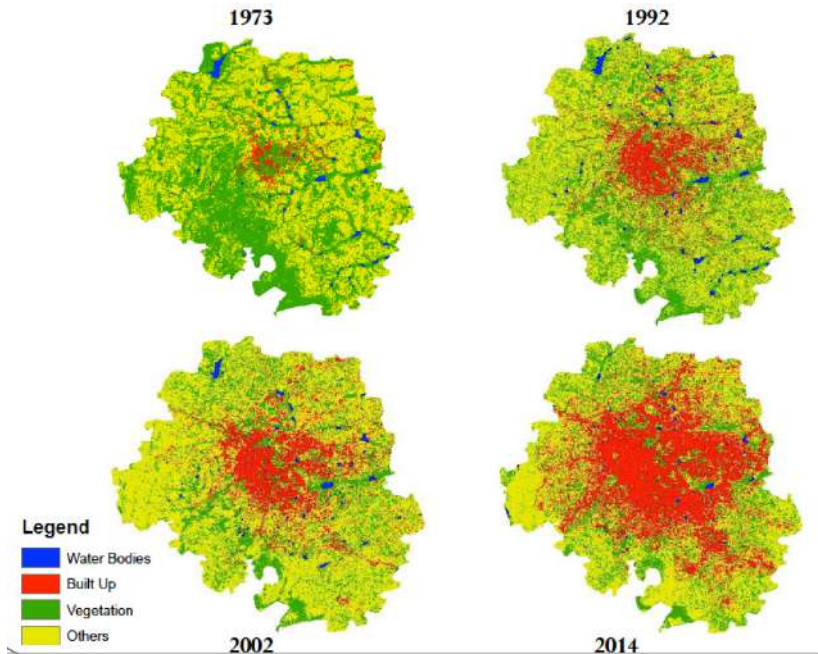 1973
1992
Legend
Water Bodies
Built Up
Vegetation
Others
2002
2014